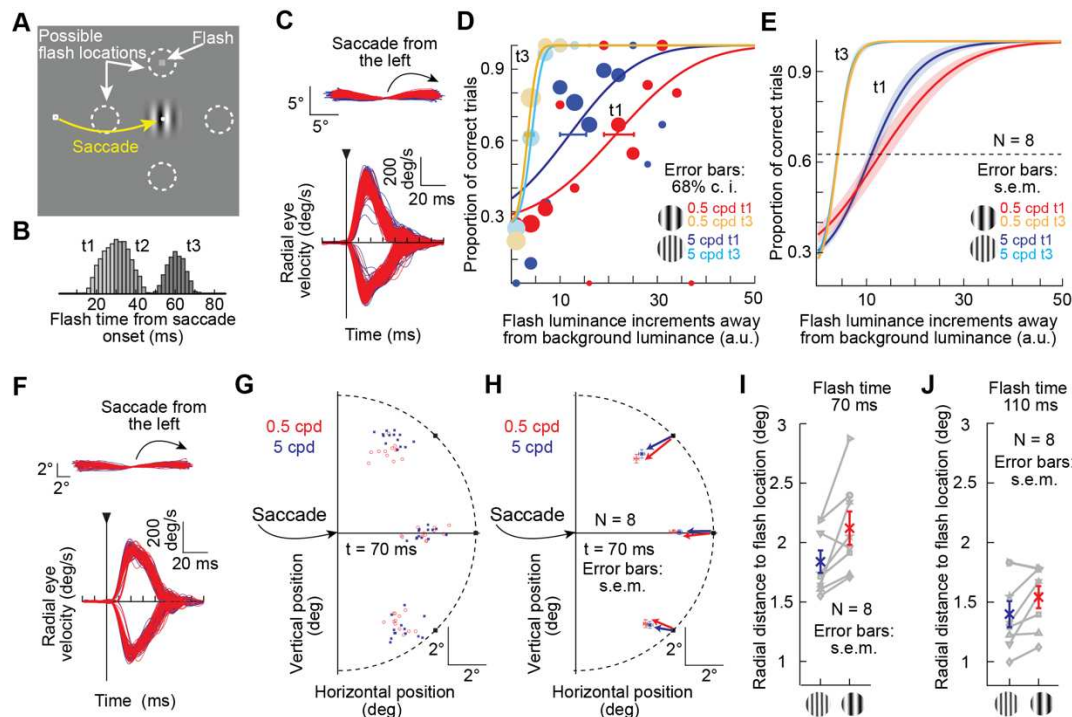 A
Possible
flash locations
Flash
Saccade
B
t1
t2
t3
20
40
60
80
Flash time from saccade
onset (ms)
C
Saccade from
the left
5°
5°
200
deg/s
20 ms
Radial eye
velocity (deg/s)
Time (ms)
D
Proportion of correct trials
0.9
0.6
0.3
t3
t1
Error bars:
68% c. i.
0.5 cpd t1
0.5 cpd t3
5 cpd t1
5 cpd t3
10
30
50
Flash luminance increments away
from background luminance (a.u.)
E
Proportion of correct trials
0.9
0.6
0.3
t3
t1
N = 8
Error bars:
s.e.m.
0.5 cpd t1
0.5 cpd t3
5 cpd t1
5 cpd t3
10
30
50
Flash luminance increments away
from background luminance (a.u.)
F
Saccade from
the left
2°
2°
200
deg/s
20 ms
Radial eye
velocity (deg/s)
Time (ms)
G
0.5 cpd
5 cpd
Saccade
t = 70 ms
Vertical position
(deg)
2°
2°
Horizontal position
(deg)
H
0.5 cpd
5 cpd
Saccade
N = 8
t = 70 ms
Error bars:
s.e.m.
Vertical position
(deg)
2°
2°
Horizontal position
(deg)
I
Flash time
70 ms
Radial distance to flash location (deg)
3
2.5
2
1.5
1
N = 8
Error bars:
s.e.m.
J
Flash time
110 ms
Radial distance to flash location (deg)
3
2.5
2
1.5
1
N = 8
Error bars:
s.e.m.